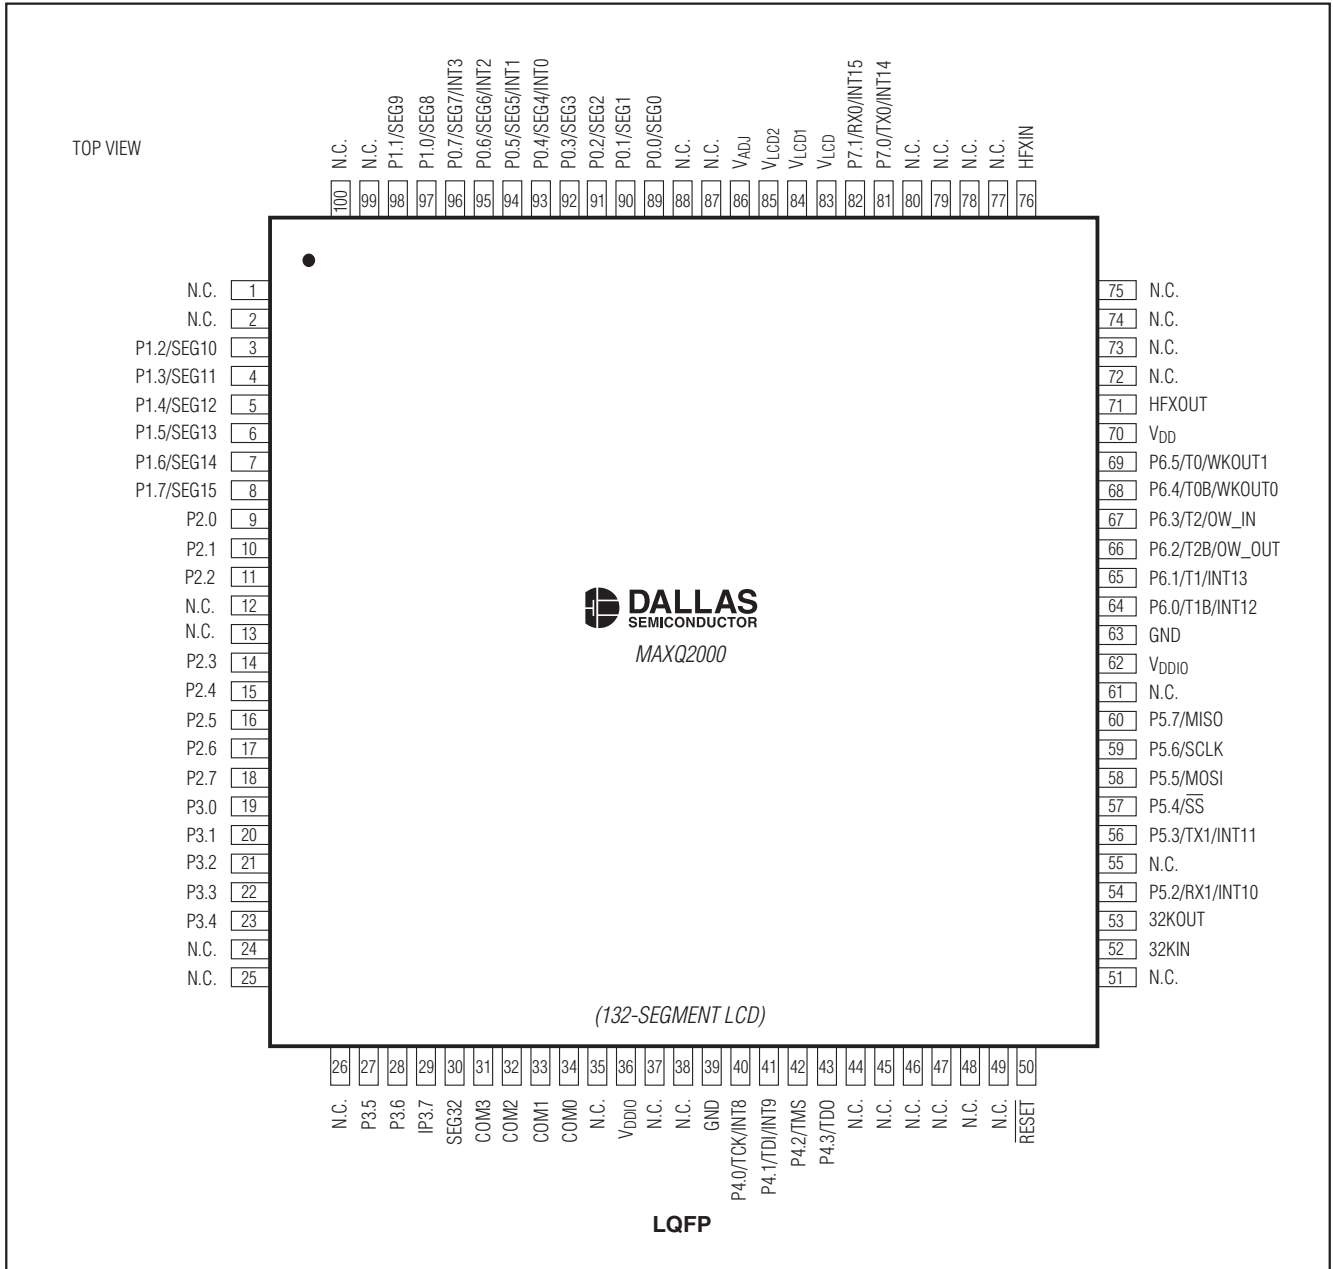 TOP VIEW
N.C. 100
N.C. 99
P1.1/SEG9 98
P1.0/SEG8 97
P0.7/SEG7/INT3 96
P0.6/SEG6/INT2 95
P0.5/SEG5/INT1 94
P0.4/SEG4/INT0 93
P0.3/SEG3 92
P0.2/SEG2 91
P0.1/SEG1 90
P0.0/SEG0 89
N.C. 88
N.C. 87
VADJ 86
VLCD2 85
VLCD1 84
VLCD 83
P7.1/RX0/INT15 82
P7.0/TX0/INT14 81
N.C. 80
N.C. 79
N.C. 78
N.C. 77
HFXIN 76
N.C. 1
N.C. 2
P1.2/SEG10 3
P1.3/SEG11 4
P1.4/SEG12 5
P1.5/SEG13 6
P1.6/SEG14 7
P1.7/SEG15 8
P2.0 9
P2.1 10
P2.2 11
N.C. 12
N.C. 13
P2.3 14
P2.4 15
P2.5 16
P2.6 17
P2.7 18
P3.0 19
P3.1 20
P3.2 21
P3.3 22
P3.4 23
N.C. 24
N.C. 25
DALLAS
SEMICONDUCTOR
MAXQ2000
(132-SEGMENT LCD)
75 N.C.
74 N.C.
73 N.C.
72 N.C.
71 HFXOUT
70 VDD
69 P6.5/T0/WKOUT1
68 P6.4/T0B/WKOUT0
67 P6.3/T2/OW_IN
66 P6.2/T2B/OW_OUT
65 P6.1/T1/INT13
64 P6.0/T1B/INT12
63 GND
62 VDDIO
61 N.C.
60 P5.7/MISO
59 P5.6/SCLK
58 P5.5/MOSI
57 P5.4/S̅S̅
56 P5.3/TX1/INT11
55 N.C.
54 P5.2/RX1/INT10
53 32KOUT
52 32KIN
51 N.C.
26 N.C.
27 P3.5
28 P3.6
29 IP3.7
30 SEG32
31 COM3
32 COM2
33 COM1
34 COM0
35 N.C.
36 VDDIO
37 N.C.
38 N.C.
39 GND
40 P4.0/TCK/INT8
41 P4.1/TDI/INT9
42 P4.2/TMS
43 P4.3/TDO
44 N.C.
45 N.C.
46 N.C.
47 N.C.
48 N.C.
49 N.C.
50 R̅E̅S̅E̅T̅
LQFP